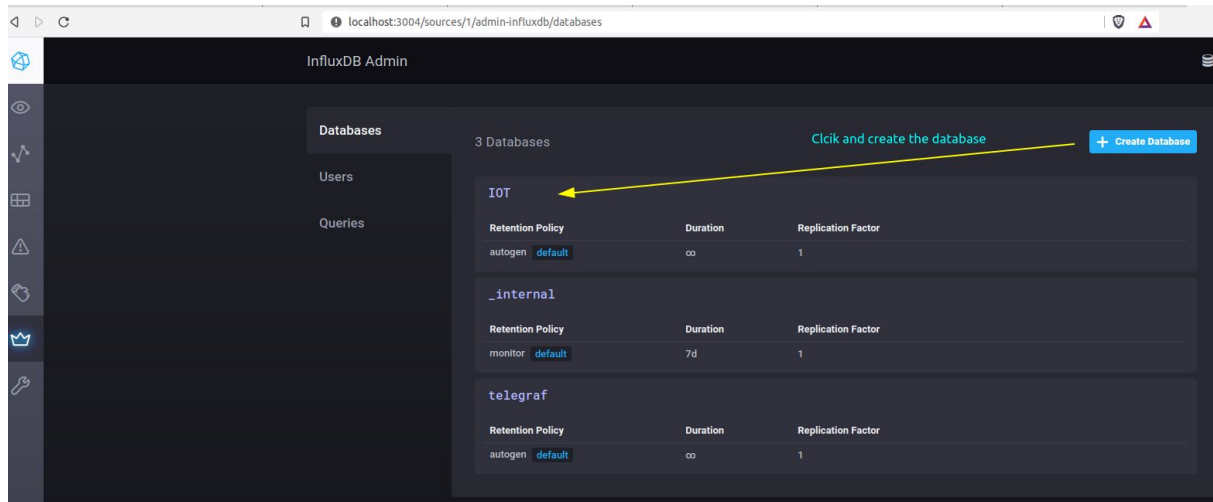 localhost:3004/sources/1/admin-influxdb/databases
InfluxDB Admin
Databases
Users
Queries
3 Databases
Clcik and create the database
+ Create Database
IOT
Retention Policy Duration Replication Factor
autogen default ∞ 1
_internal
Retention Policy Duration Replication Factor
monitor default 7d 1
telegraf
Retention Policy Duration Replication Factor
autogen default ∞ 1